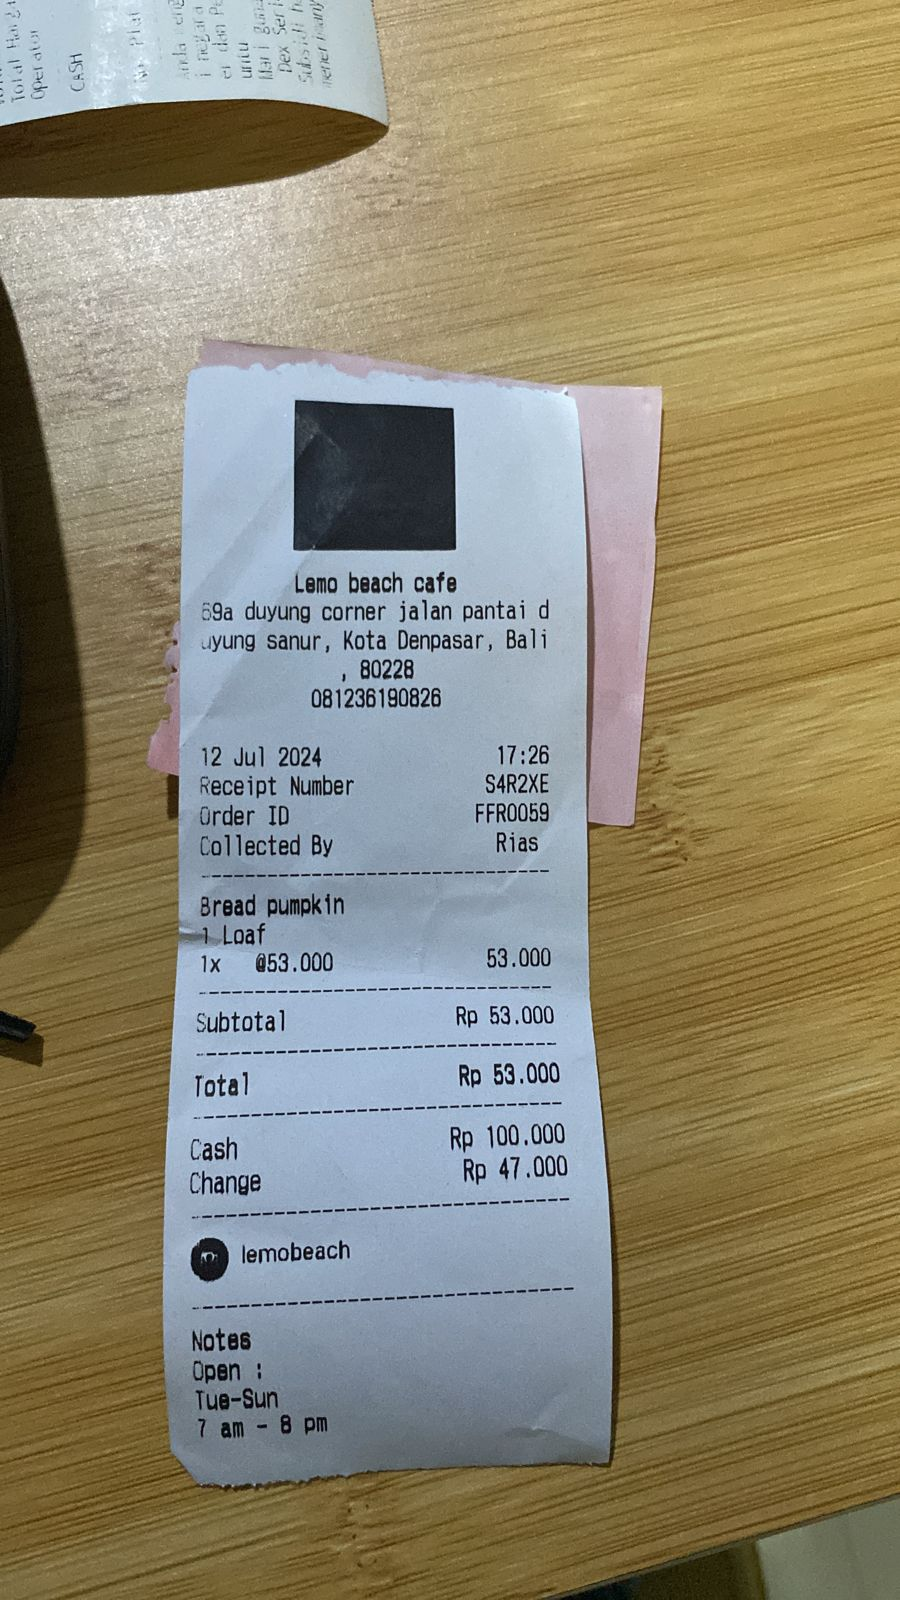 Total Harga
Operator
CASH
Lemo beach cafe
69a duyung corner jalan pantai d
uyung sanur, Kota Denpasar, Bali
, 80228
081236190826
12 Jul 2024 17:26
Receipt Number S4R2XE
Order ID FFR0059
Collected By Rias
Bread pumpkin
1 Loaf
1x @53.000 53.000
Subtotal Rp 53.000
Total Rp 53.000
Cash Rp 100.000
Change Rp 47.000
lemobeach
Notes
Open :
Tue-Sun
7 am - 8 pm